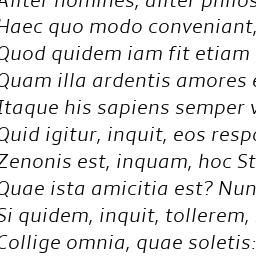 Aliter homines, aliter philos
Haec quo modo conveniant,
Quod quidem iam fit etiam
Quam illa ardentis amores e
Itaque his sapiens semper v
Quid igitur, inquit, eos respo
Zenonis est, inquam, hoc St
Quae ista amicitia est? Num
Si quidem, inquit, tollerem,
Collige omnia, quae soletis: